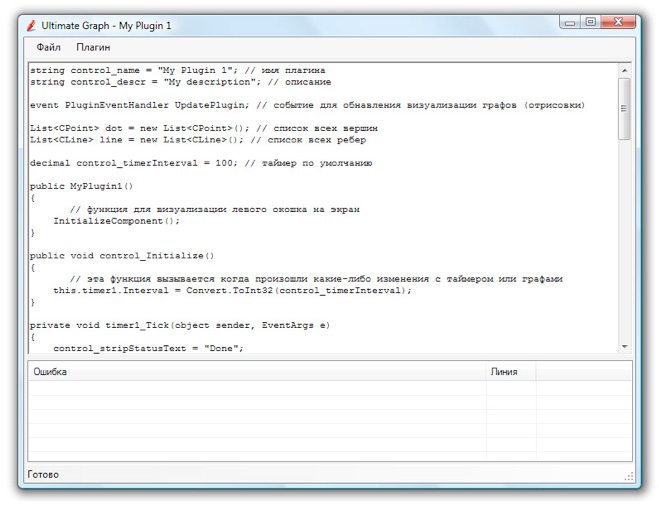 Ultimate Graph - My Plugin 1
Файл Плагин
string control_name = "My Plugin 1"; // имя плагина
string control_descr = "My description"; // описание
event PluginEventHandler UpdatePlugin; // событие для обнавления визуализации графов (отрисовки)
List<CPoint> dot = new List<CPoint>(); // список всех вершин
List<CLine> line = new List<CLine>(); // список всех ребер
decimal control_timerInterval = 100; // таймер по умолчанию
public MyPlugin1()
{
// функция для визуализации левого окошка на экран
InitializeComponent();
}
public void control_Initialize()
{
// эта функция вызывается когда произошли какие-либо изменения с таймером или графами
this.timer1.Interval = Convert.ToInt32(control_timerInterval);
}
private void timer1_Tick(object sender, EventArgs e)
{
control_stripStatusText = "Done";
Ошибка Линия
Готово